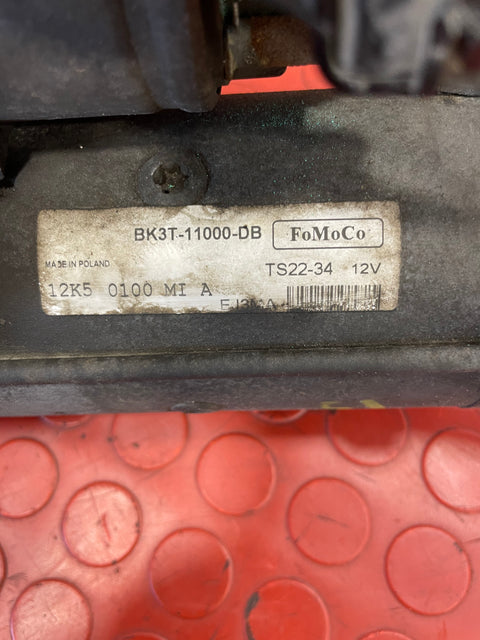 BK3T-11000-DB FoMoCo
MADE IN POLAND
TS22-34 12V
12K5 0100 MI A